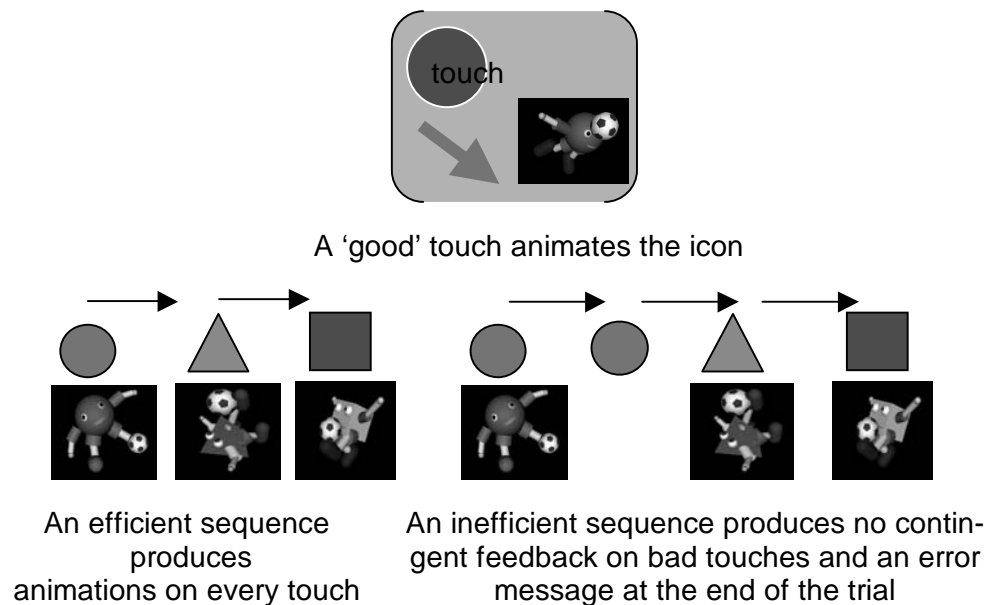 touch
A ‘good’ touch animates the icon
An efficient sequence
produces
animations on every touch
An inefficient sequence produces no contin-
gent feedback on bad touches and an error
message at the end of the trial